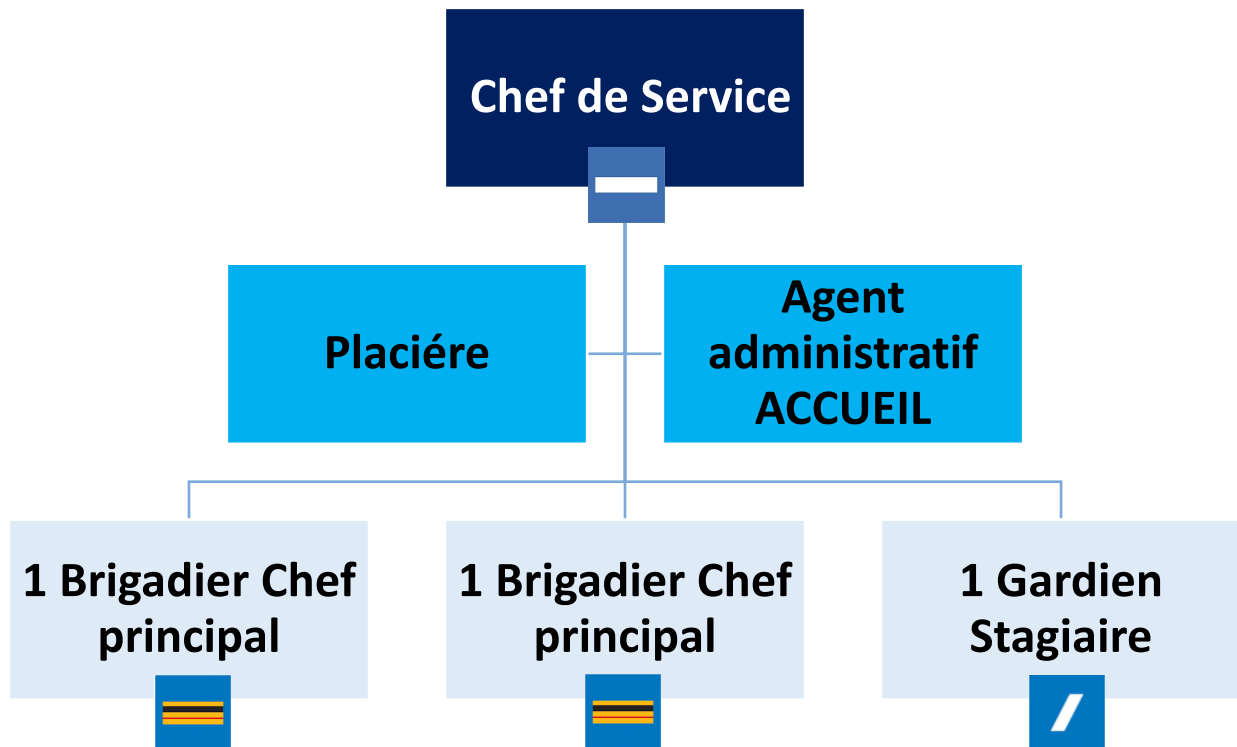 Chef de Service
Placiére
Agent
administratif
ACCUEIL
1 Brigadier Chef
principal
1 Brigadier Chef
principal
1 Gardien
Stagiaire